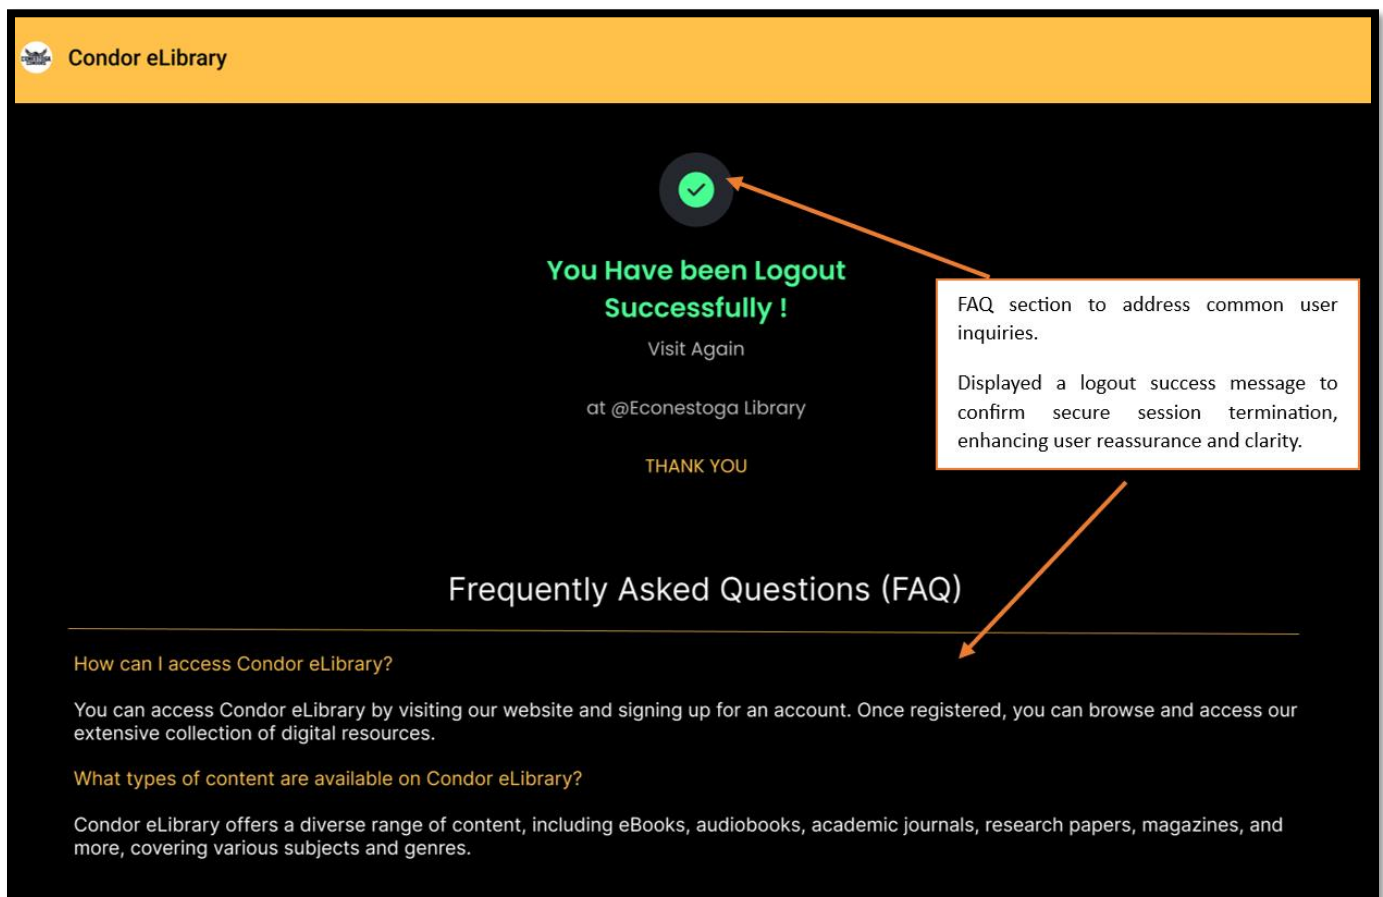 Condor eLibrary
You Have been Logout
Successfully !
Visit Again
at @Econestoga Library
THANK YOU
FAQ section to address common user
inquiries.
Displayed a logout success message to
confirm secure session termination,
enhancing user reassurance and clarity.
Frequently Asked Questions (FAQ)
How can I access Condor eLibrary?
You can access Condor eLibrary by visiting our website and signing up for an account. Once registered, you can browse and access our
extensive collection of digital resources.
What types of content are available on Condor eLibrary?
Condor eLibrary offers a diverse range of content, including eBooks, audiobooks, academic journals, research papers, magazines, and
more, covering various subjects and genres.